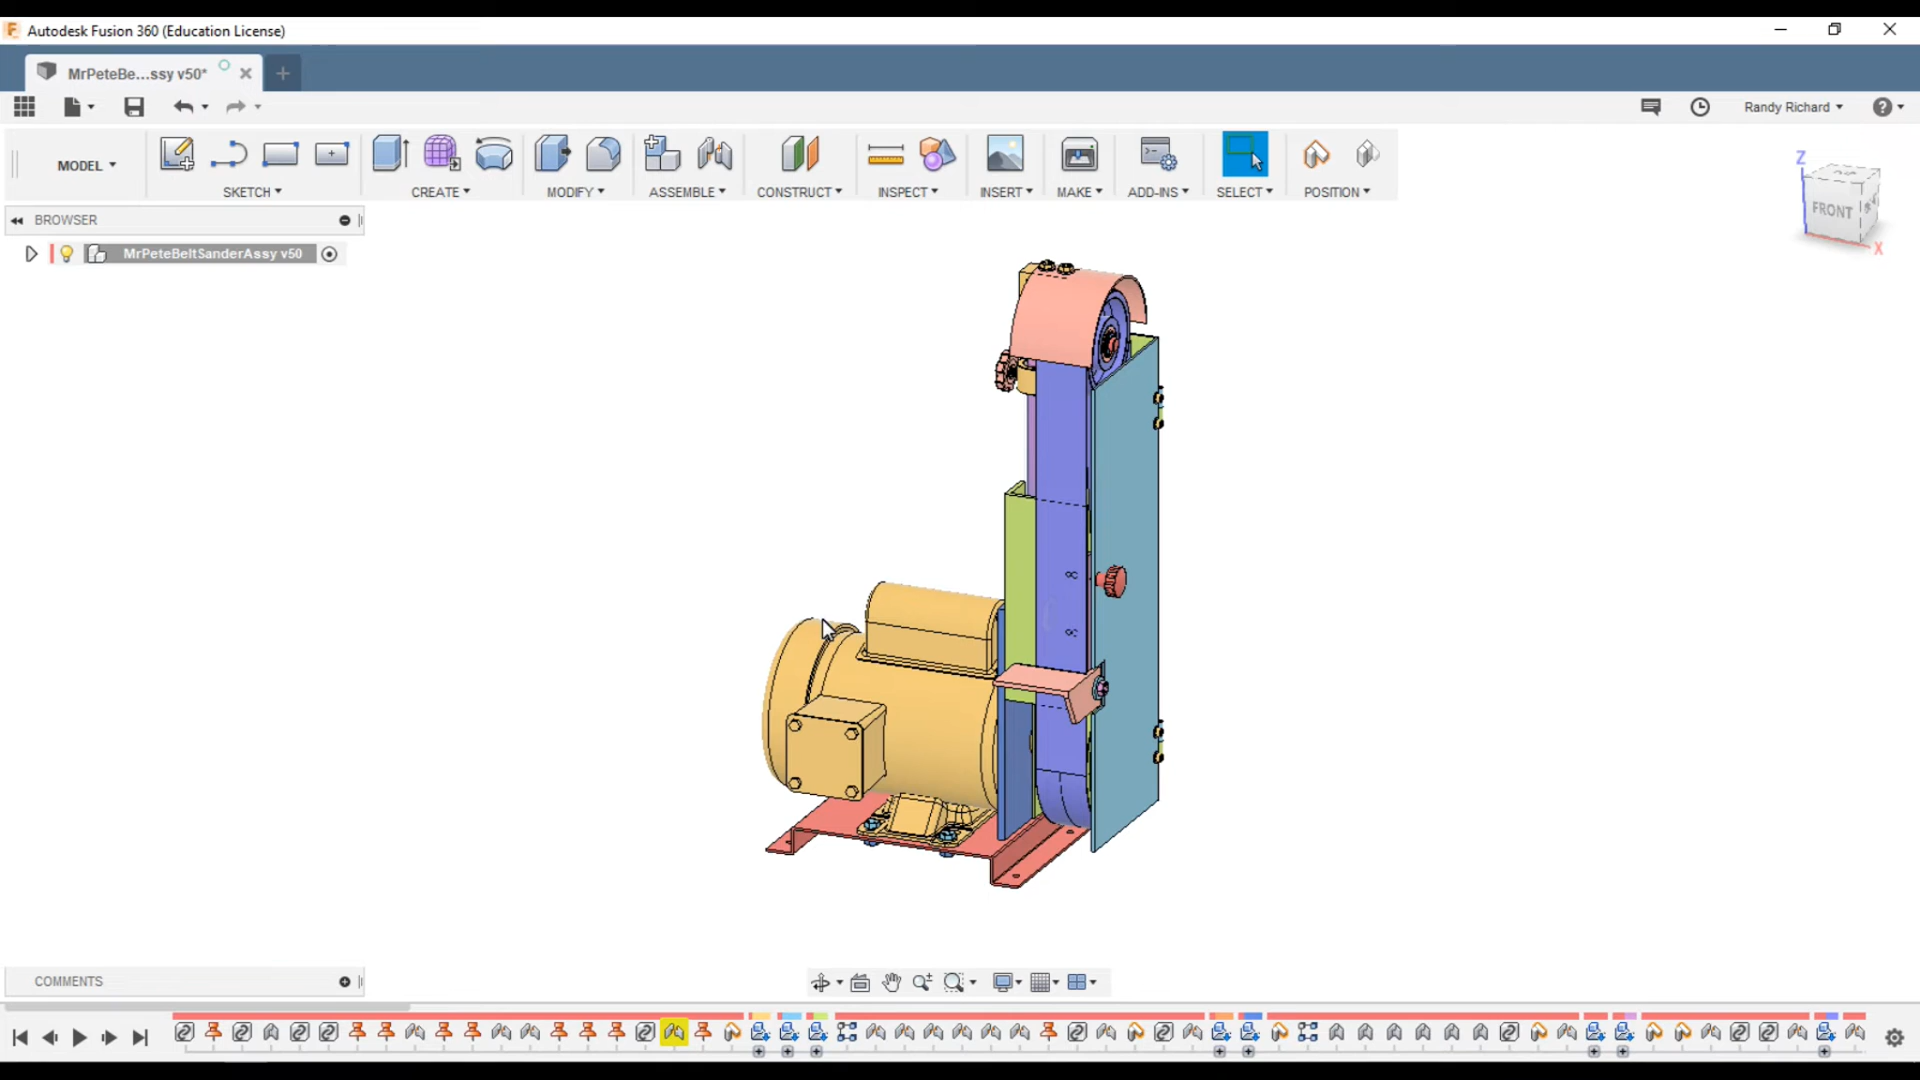 Autodesk Fusion 360 (Education License)
MrPeteBe...ssy v50*
Randy Richard
MODEL
SKETCH
CREATE
MODIFY
ASSEMBLE
CONSTRUCT
INSPECT
INSERT
MAKE
ADD-INS
SELECT
POSITION
BROWSER
MrPeteBeltSanderAssy v50
Z
FRONT
X
COMMENTS